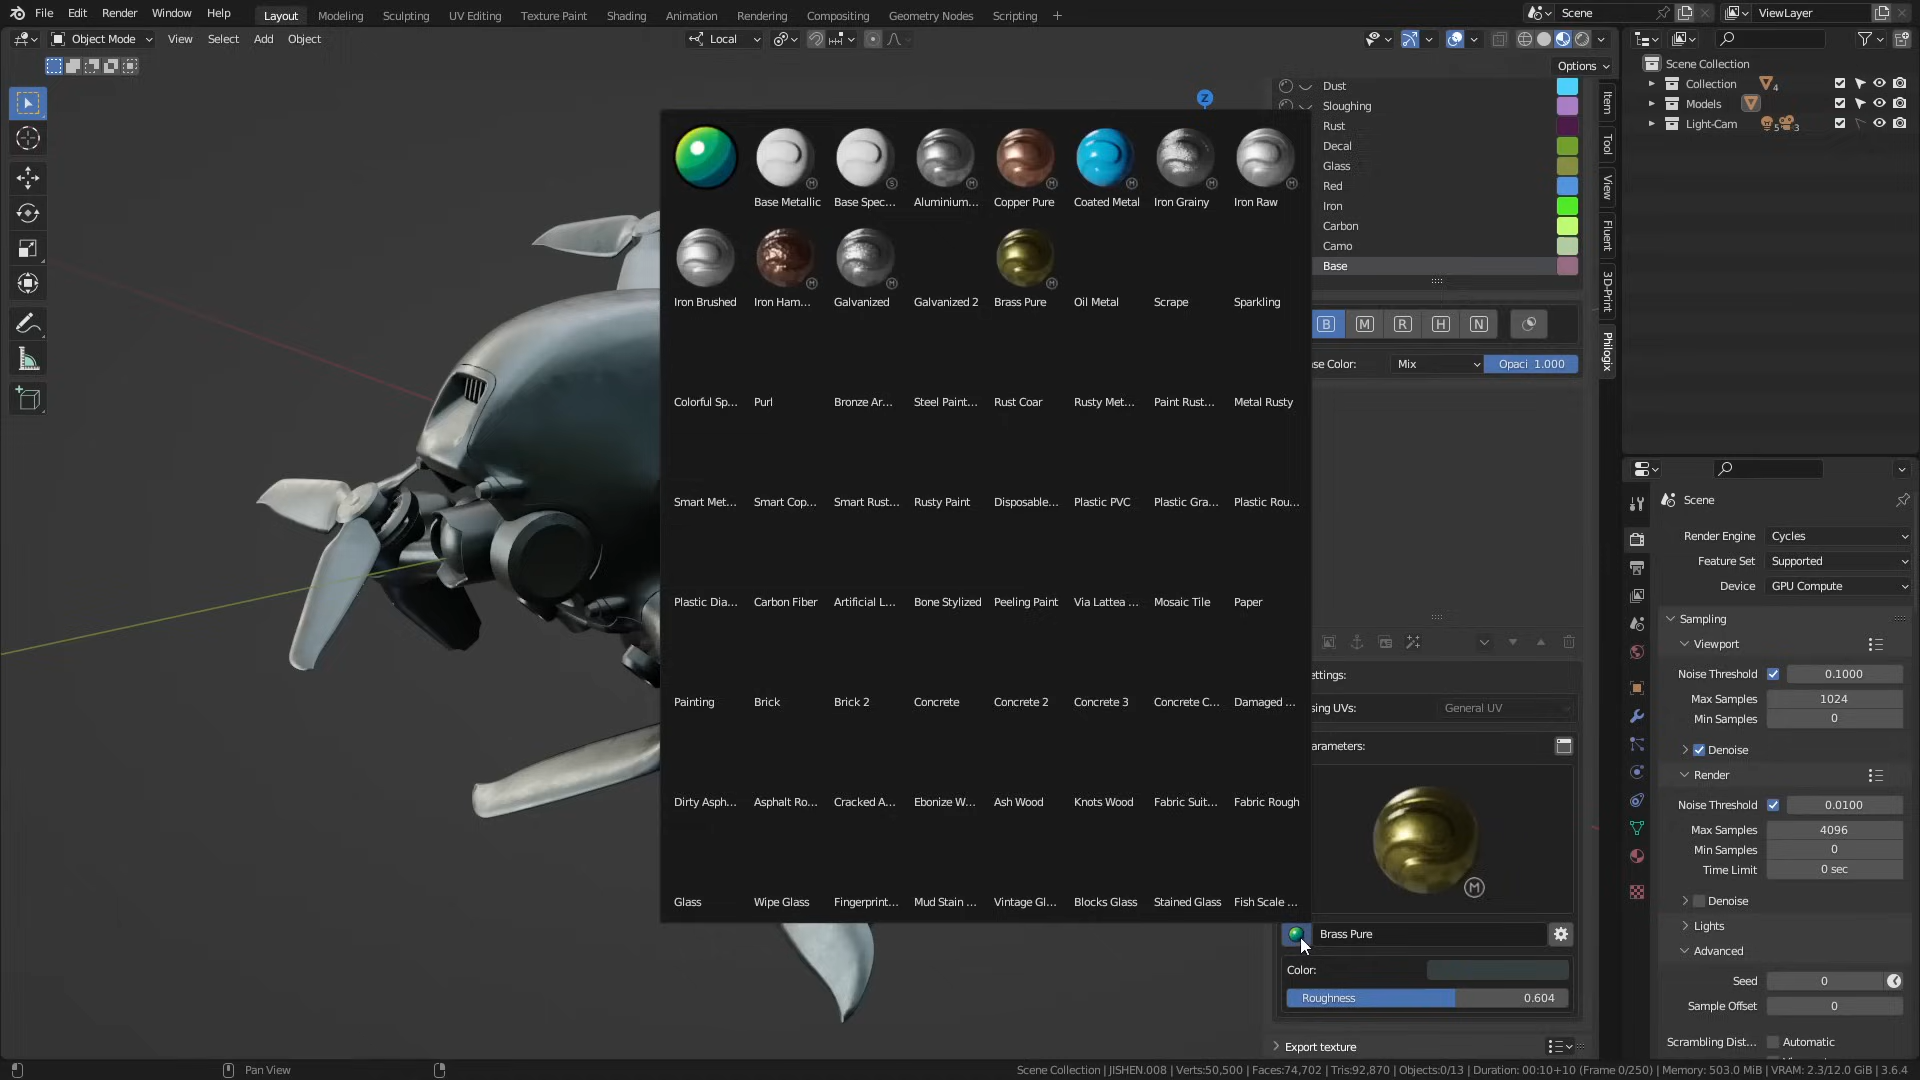 File Edit Render Window Help
Layout Modeling Sculpting UV Editing Texture Paint Shading Animation Rendering Compositing Geometry Nodes Scripting +
Scene
ViewLayer
Object Mode View Select Add Object
Local
Options
Z
Scene Collection
Collection 4
Models
Light-Cam 5 3
Dust
Sloughing
Rust
Decal
Glass
Red
Iron
Carbon
Camo
Base
Item
Tool
View
Fluent
3D-Print
Philogix
Base Metallic Base Spec... Aluminium... Copper Pure Coated Metal Iron Grainy Iron Raw
Iron Brushed Iron Ham... Galvanized Galvanized 2 Brass Pure Oil Metal Scrape Sparkling
Colorful Sp... Purl Bronze Ar... Steel Paint... Rust Coar Rusty Met... Paint Rust... Metal Rusty
Smart Met... Smart Cop... Smart Rust... Rusty Paint Disposable... Plastic PVC Plastic Gra... Plastic Rou...
Plastic Dia... Carbon Fiber Artificial L... Bone Stylized Peeling Paint Via Lattea ... Mosaic Tile Paper
Painting Brick Brick 2 Concrete Concrete 2 Concrete 3 Concrete C... Damaged ...
Dirty Asph... Asphalt Ro... Cracked A... Ebonize W... Ash Wood Knots Wood Fabric Suit... Fabric Rough
Glass Wipe Glass Fingerprint... Mud Stain ... Vintage Gl... Blocks Glass Stained Glass Fish Scale ...
B M R H N
se Color: Mix Opaci 1.000
ettings:
ing UVs: General UV
arameters:
M
Brass Pure
Color:
Roughness 0.604
Export texture
Scene
Render Engine Cycles
Feature Set Supported
Device GPU Compute
Sampling
Viewport
Noise Threshold 0.1000
Max Samples 1024
Min Samples 0
Denoise
Render
Noise Threshold 0.0100
Max Samples 4096
Min Samples 0
Time Limit 0 sec
Denoise
Lights
Advanced
Seed 0
Sample Offset 0
Scrambling Dist... Automatic
Pan View
Scene Collection | JISHEN.008 | Verts:50,500 | Faces:74,702 | Tris:92,870 | Objects:0/13 | Duration: 00:10+10 (Frame 0/250) | Memory: 503.0 MiB | VRAM: 2.3/12.0 GiB | 3.6.4